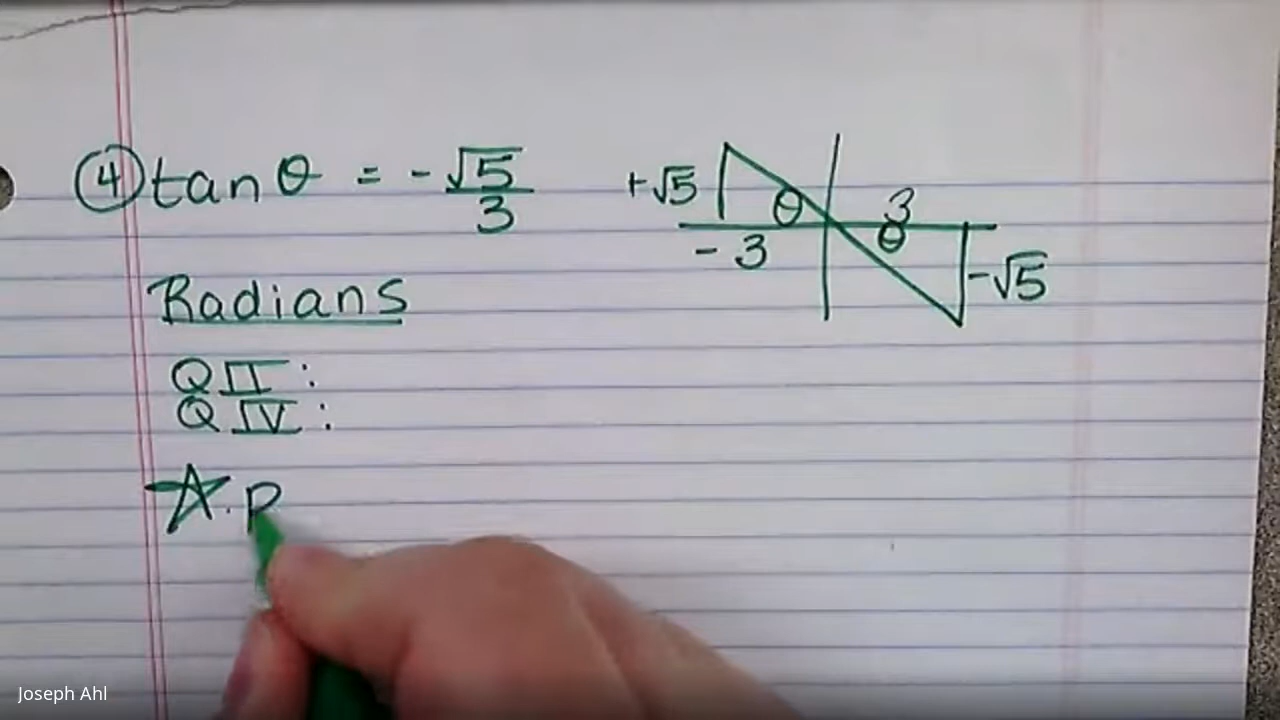 ④ tan θ = - √5 / 3
+√5 θ 3
- 3 θ -√5
Radians
Q II :
Q IV :
☆. P
Joseph Ahl